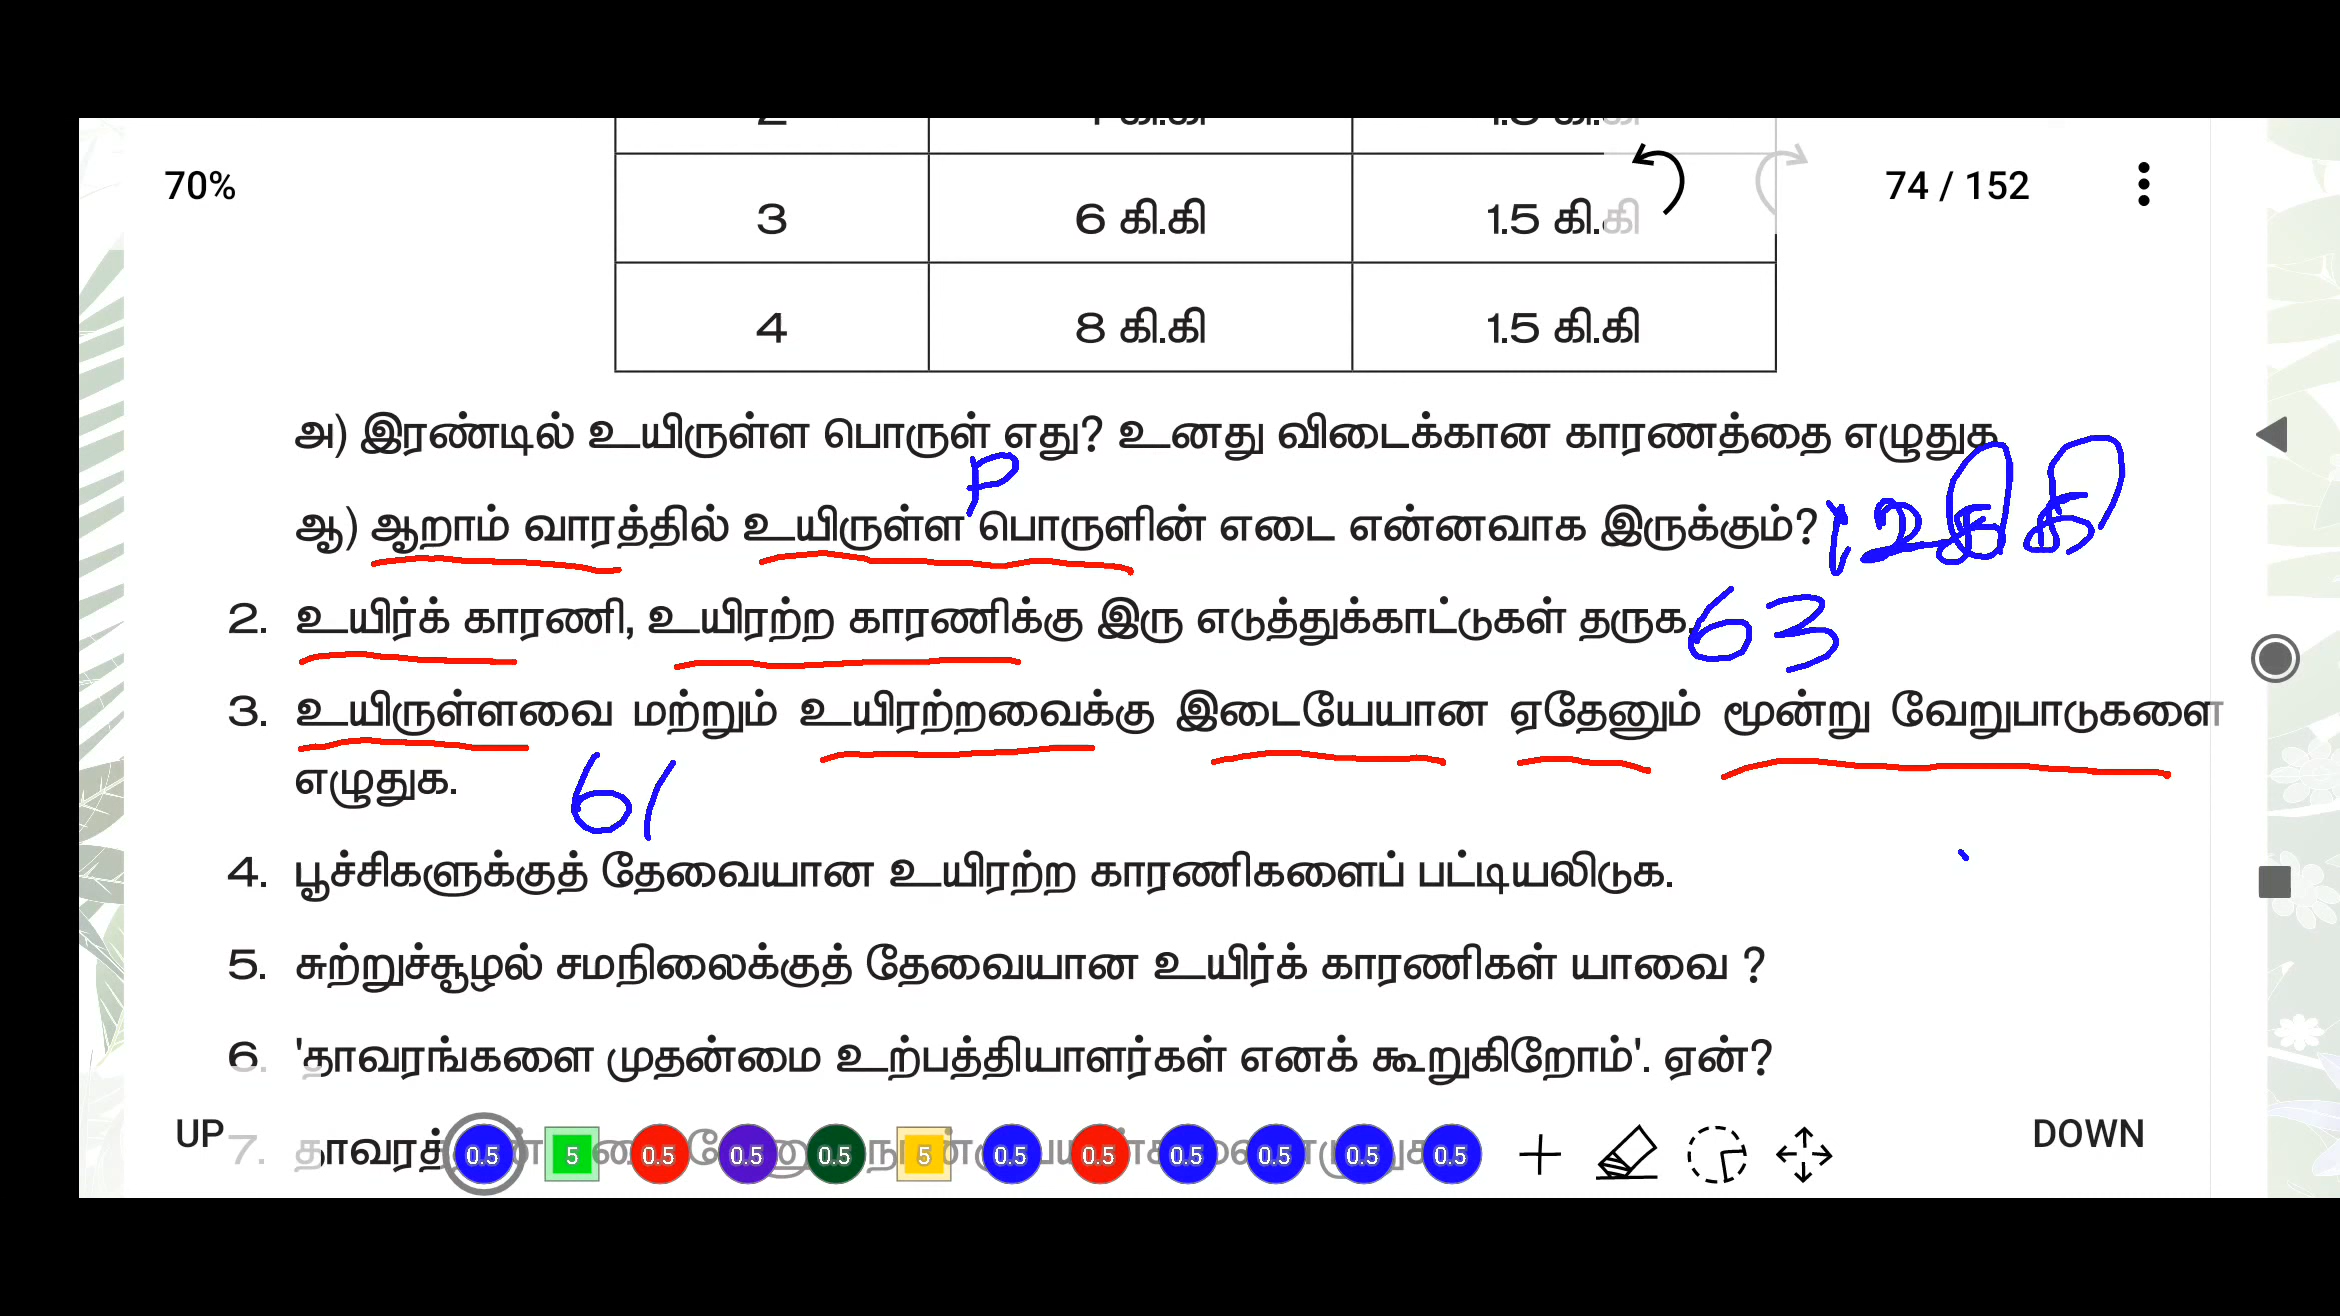 70%
74 / 152
3 6 கி.கி 1.5 கி.கி
4 8 கி.கி 1.5 கி.கி
அ) இரண்டில் உயிருள்ள பொருள் எது? உனது விடைக்கான காரணத்தை எழுதுக
P
ஆ) ஆறாம் வாரத்தில் உயிருள்ள பொருளின் எடை என்னவாக இருக்கும்? 12கிகி
2. உயிர்க் காரணி, உயிரற்ற காரணிக்கு இரு எடுத்துக்காட்டுகள் தருக. 63
3. உயிருள்ளவை மற்றும் உயிரற்றவைக்கு இடையேயான ஏதேனும் மூன்று வேறுபாடுகளை
எழுதுக. 61
4. பூச்சிகளுக்குத் தேவையான உயிரற்ற காரணிகளைப் பட்டியலிடுக.
5. சுற்றுச்சூழல் சமநிலைக்குத் தேவையான உயிர்க் காரணிகள் யாவை ?
6. 'தாவரங்களை முதன்மை உற்பத்தியாளர்கள் எனக் கூறுகிறோம்'. ஏன்?
UP
7.
0.5 5 0.5 0.5 0.5 5 0.5 0.5 0.5 0.5 0.5 0.5
DOWN